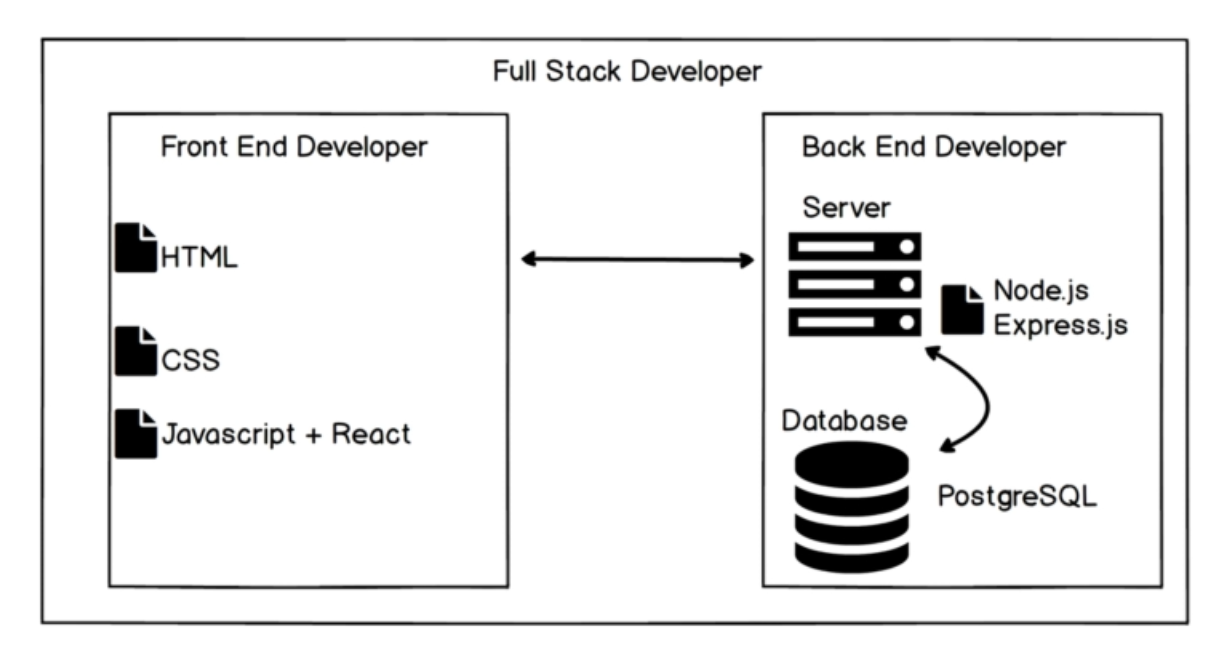 Full Stack Developer
Front End Developer
HTML
CSS
Javascript + React
Back End Developer
Server
Node.js
Express.js
Database
PostgreSQL